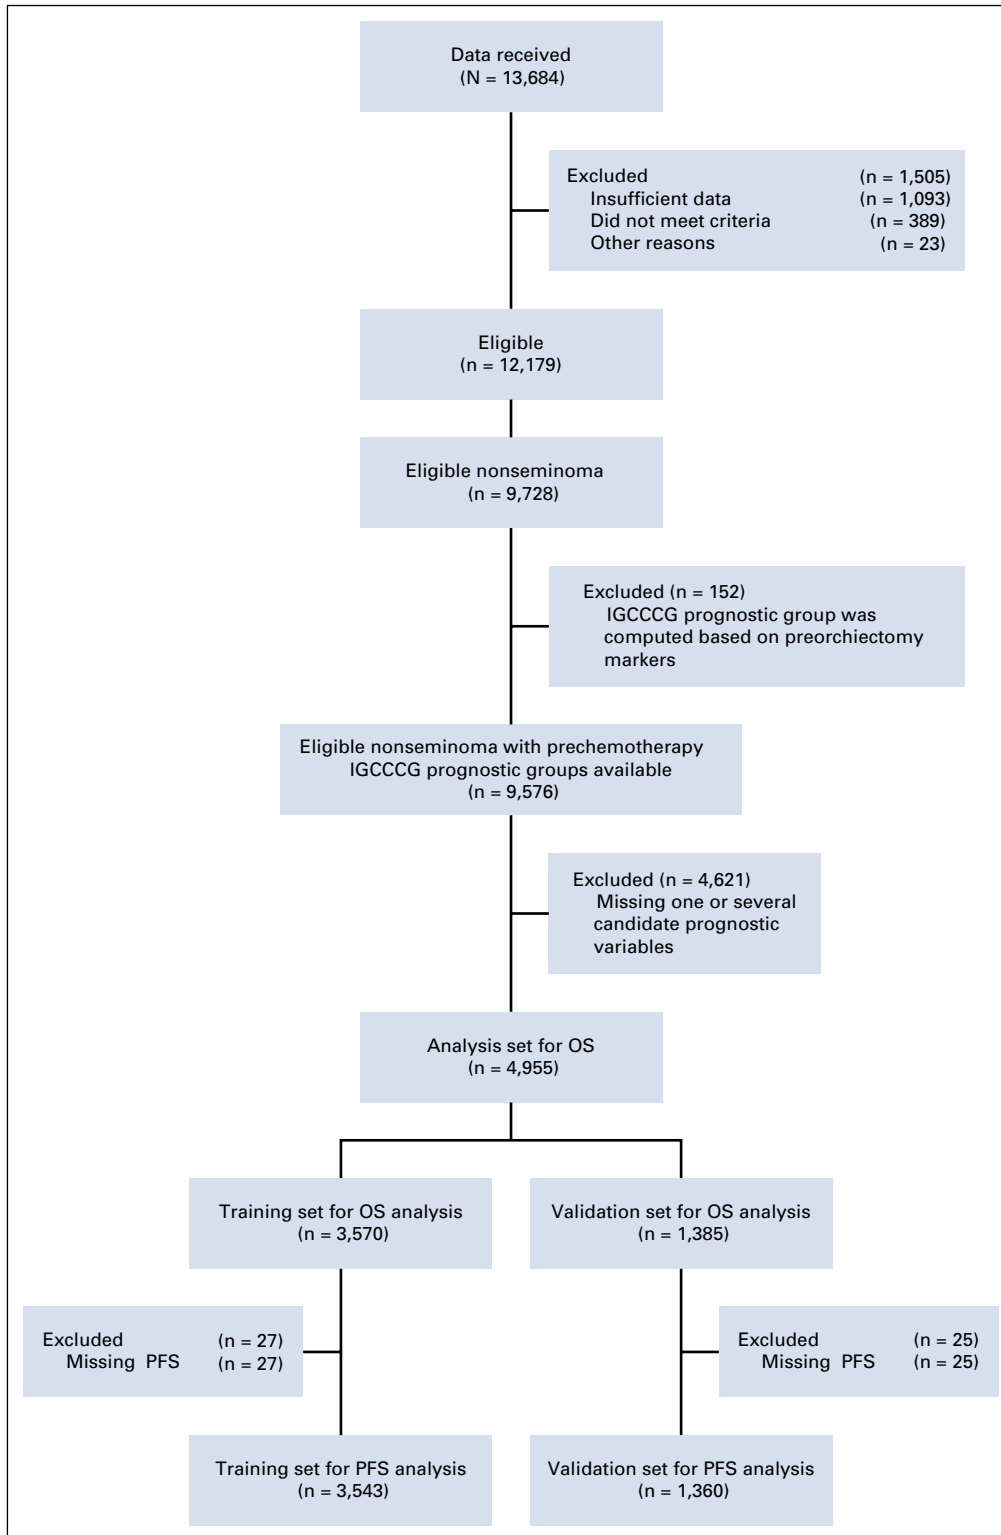 Data received
(N = 13,684)
Excluded (n = 1,505)
Insufficient data (n = 1,093)
Did not meet criteria (n = 389)
Other reasons (n = 23)
Eligible
(n = 12,179)
Eligible nonseminoma
(n = 9,728)
Excluded (n = 152)
IGCCCG prognostic group was
computed based on preorchiectomy
markers
Eligible nonseminoma with prechemotherapy
IGCCCG prognostic groups available
(n = 9,576)
Excluded (n = 4,621)
Missing one or several
candidate prognostic
variables
Analysis set for OS
(n = 4,955)
Training set for OS analysis
(n = 3,570)
Validation set for OS analysis
(n = 1,385)
Excluded (n = 27)
Missing PFS (n = 27)
Excluded (n = 25)
Missing PFS (n = 25)
Training set for PFS analysis
(n = 3,543)
Validation set for PFS analysis
(n = 1,360)